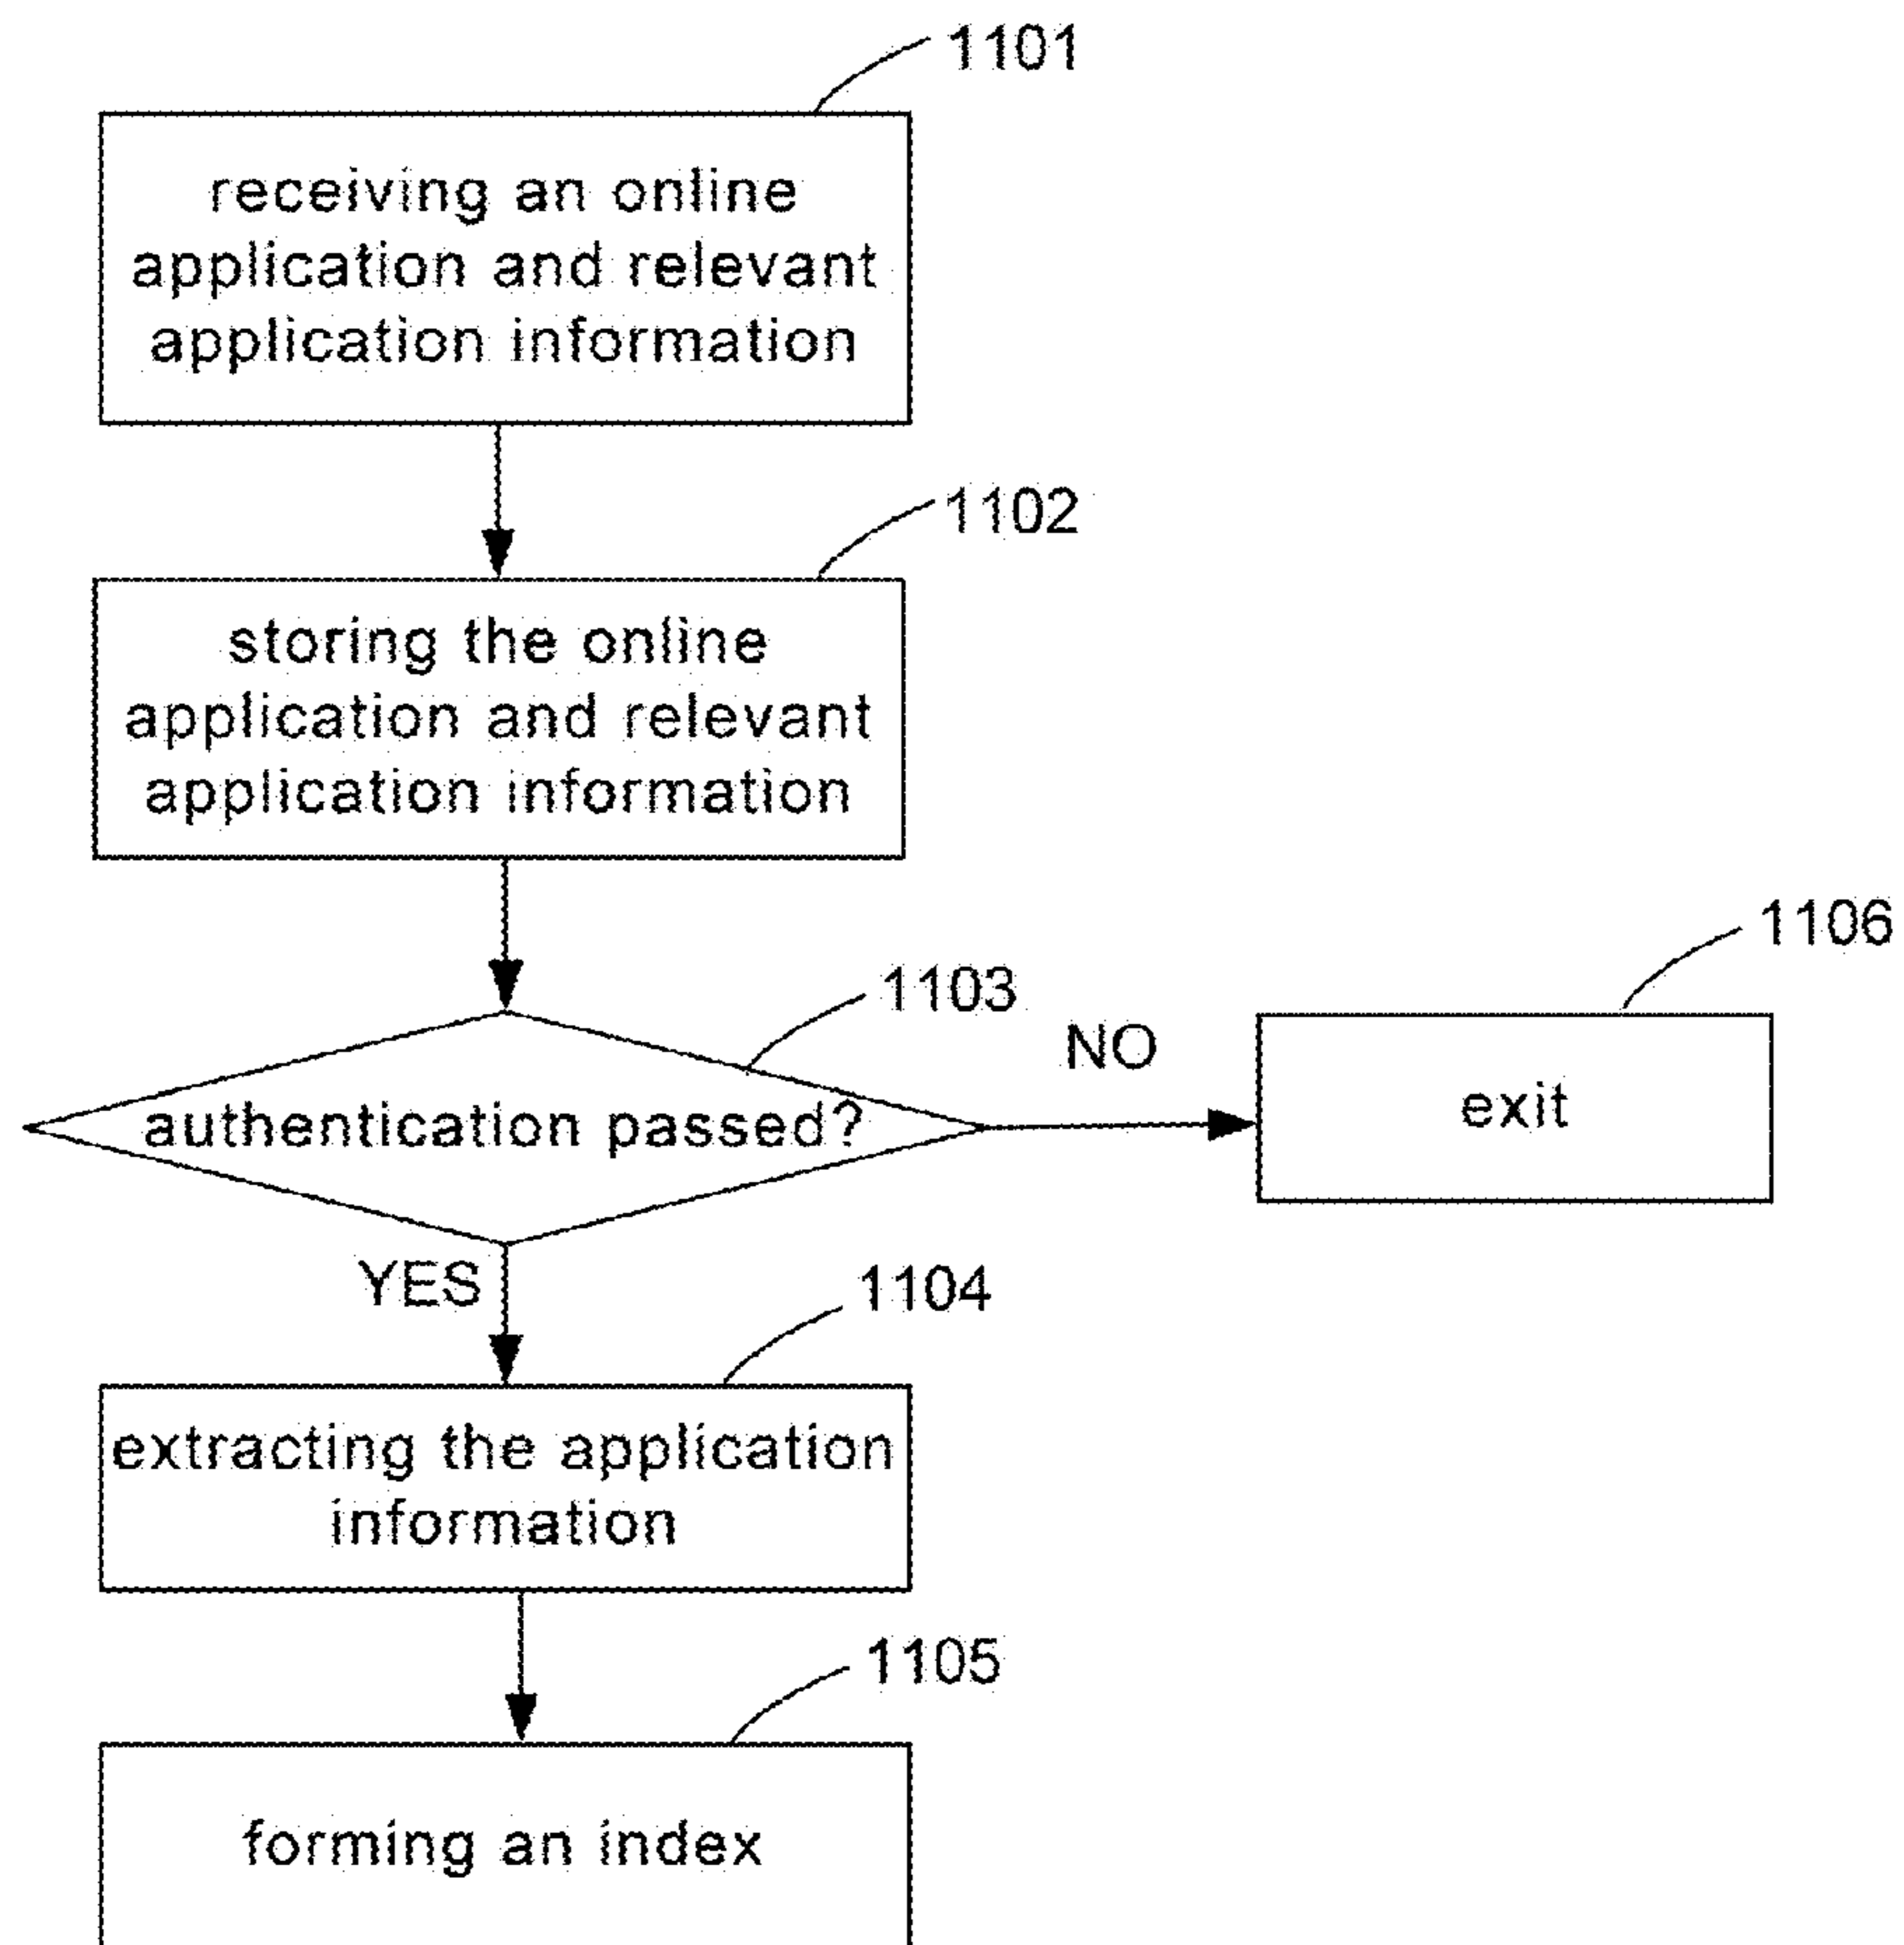 1101
receiving an online
application and relevant
application information
1102
storing the online
application and relevant
application information
1103
authentication passed?
NO
1106
exit
YES
1104
extracting the application
information
1105
forming an index